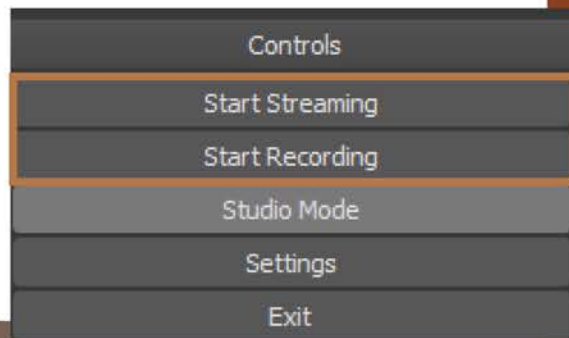 Controls
Start Streaming
Start Recording
Studio Mode
Settings
Exit